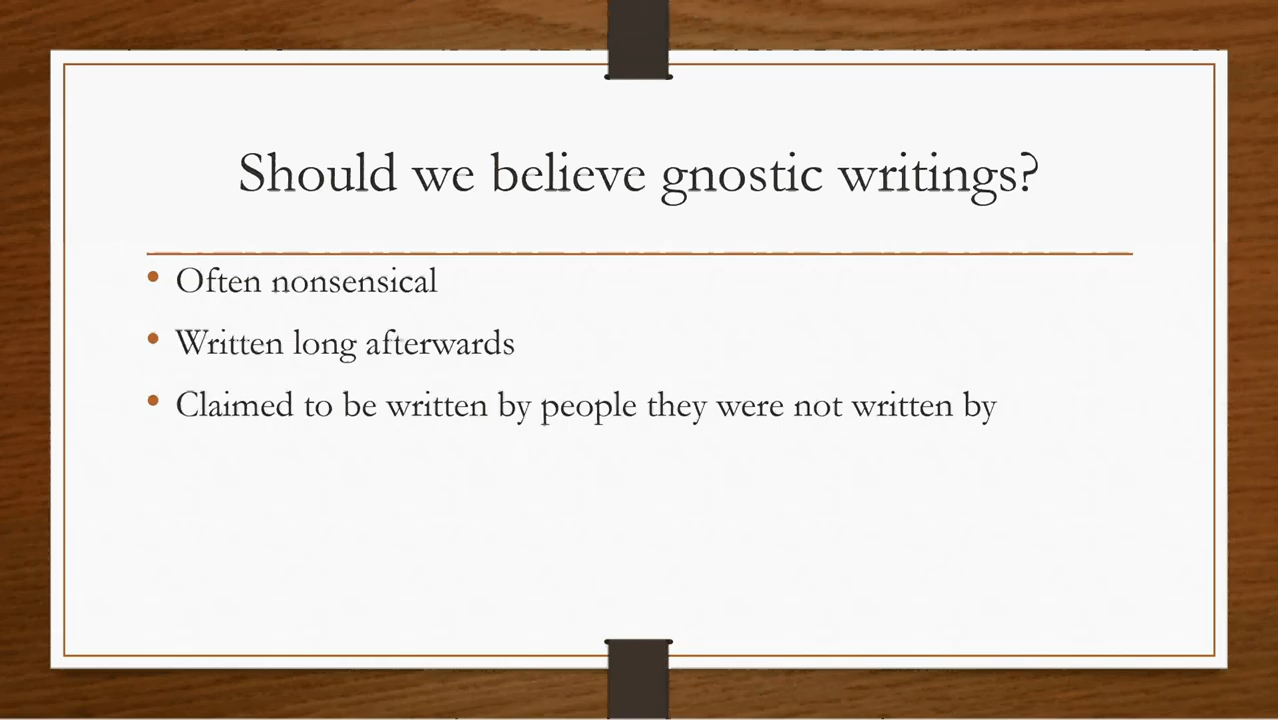 Should we believe gnostic writings?
• Often nonsensical
• Written long afterwards
• Claimed to be written by people they were not written by